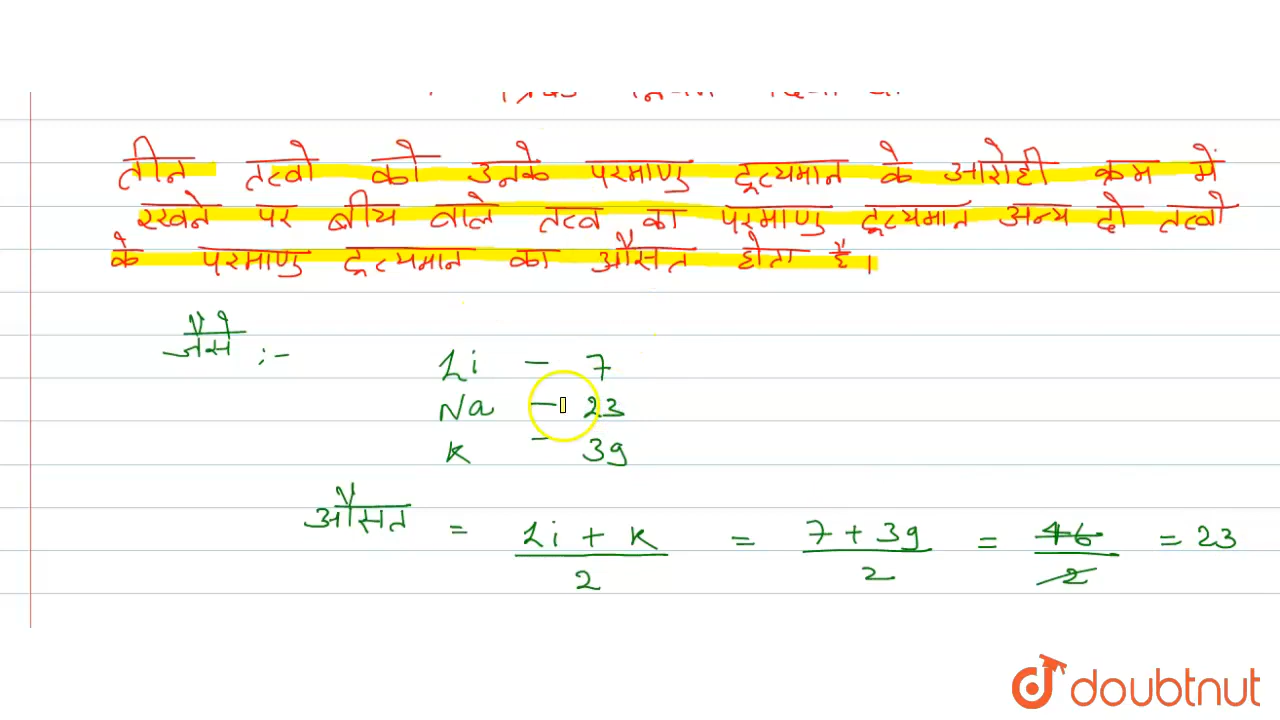 तीन तत्वो को उनके परमाणु द्रव्यमान के आरोही क्रम में
रखने पर बीच वाले तत्व का परमाणु द्रव्यमान अन्य दो तत्वो
के परमाणु द्रव्यमान का औसत होता है।
जैसे :-
Li - 7
Na - 23
K - 39
औसत = Li + K / 2 = 7 + 39 / 2 = 46 / 2 = 23
doubtnut